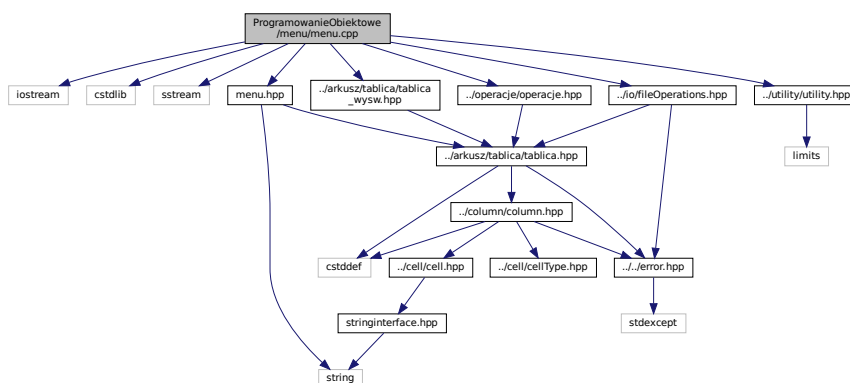 ProgramowanieObiektowe
/menu/menu.cpp
iostream
cstdlib
sstream
menu.hpp
../arkusz/tablica/tablica
_wysw.hpp
../operacje/operacje.hpp
../io/fileOperations.hpp
../utility/utility.hpp
../arkusz/tablica/tablica.hpp
limits
../column/column.hpp
cstddef
../cell/cell.hpp
../cell/cellType.hpp
../../error.hpp
stringinterface.hpp
stdexcept
string